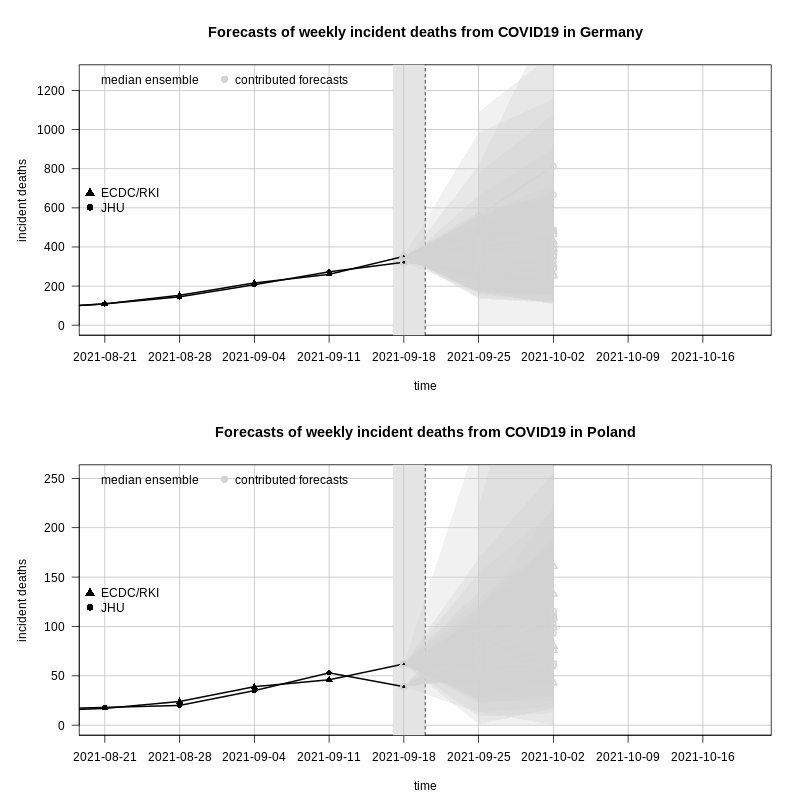 Forecasts of weekly incident deaths from COVID19 in Germany
median ensemble contributed forecasts
1200
1000
800
600
400
200
0
incident deaths
ECDC/RKI
JHU
2021-08-21 2021-08-28 2021-09-04 2021-09-11 2021-09-18 2021-09-25 2021-10-02 2021-10-09 2021-10-16
time
Forecasts of weekly incident deaths from COVID19 in Poland
median ensemble contributed forecasts
250
200
150
100
50
0
incident deaths
ECDC/RKI
JHU
2021-08-21 2021-08-28 2021-09-04 2021-09-11 2021-09-18 2021-09-25 2021-10-02 2021-10-09 2021-10-16
time